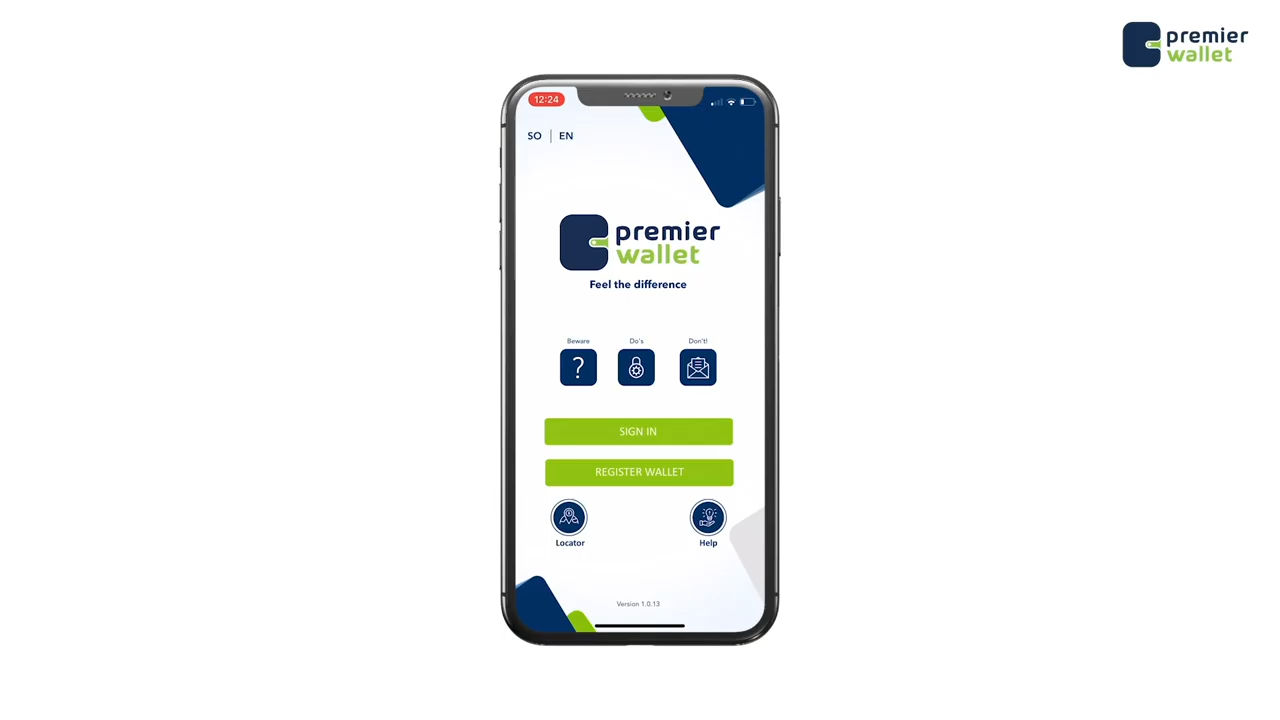 premier
wallet
12:24
SO | EN
premier
wallet
Feel the difference
Beware
Do's
Don't!
SIGN IN
REGISTER WALLET
Locator
Help
Version 1.0.13